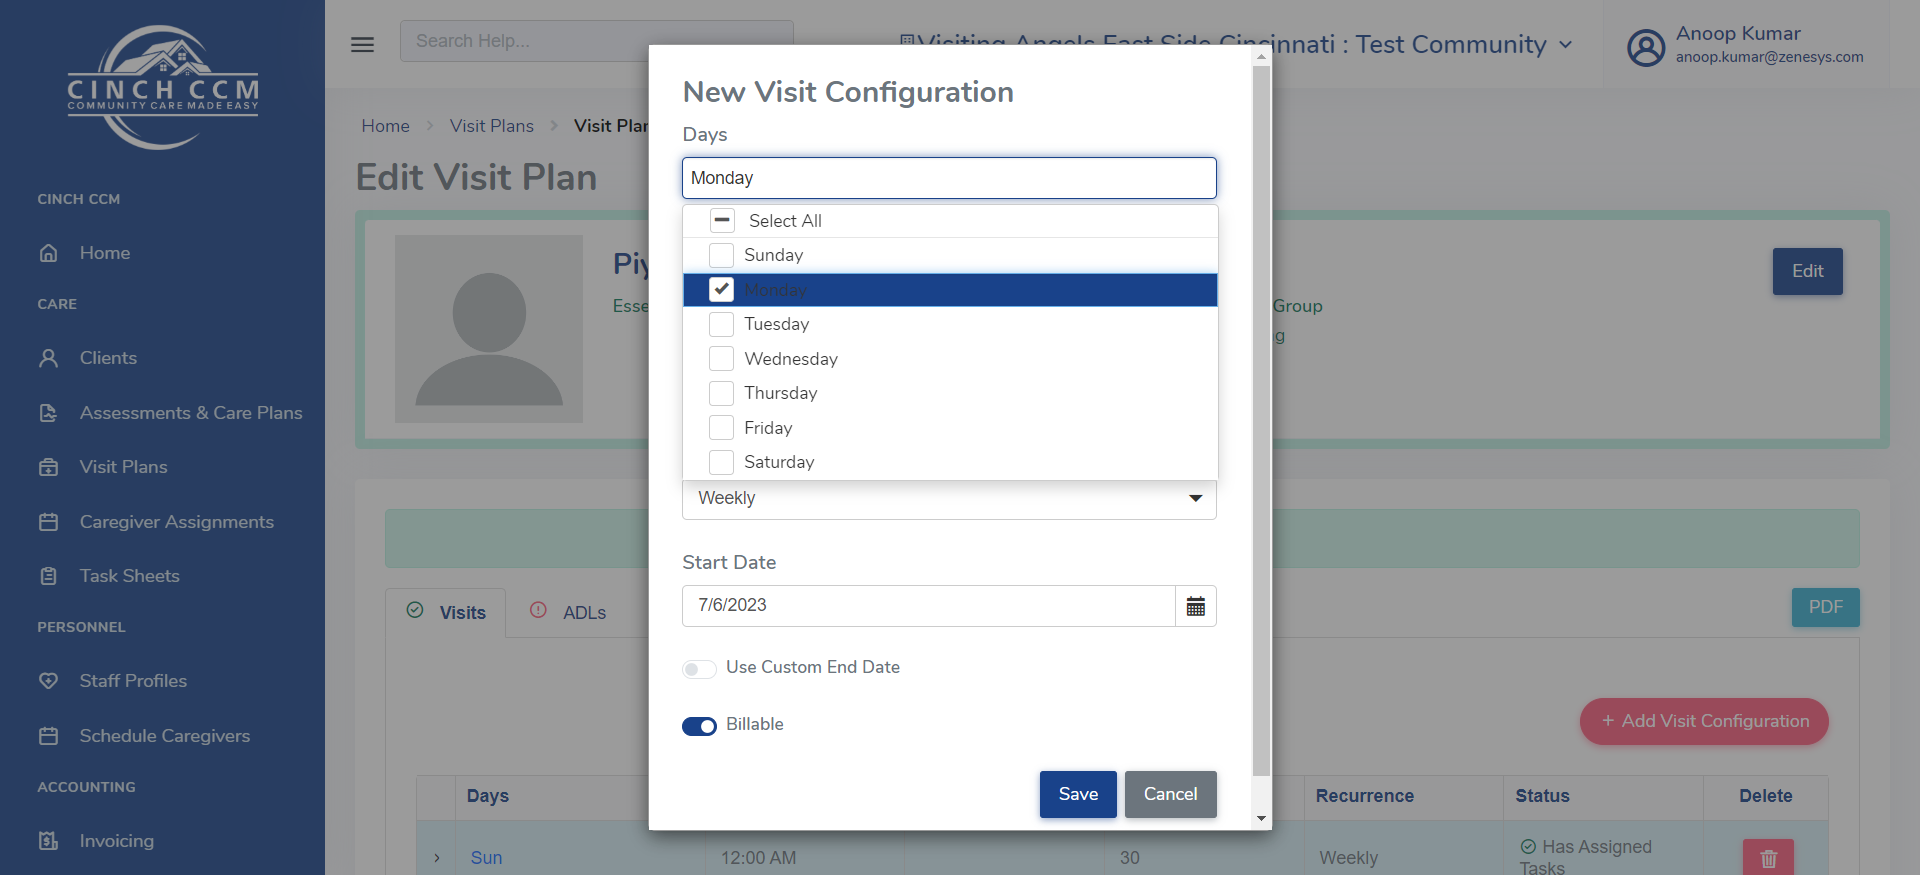 CINCH CCM
COMMUNITY CARE MADE EASY
CINCH CCM
Home
CARE
Clients
Assessments & Care Plans
Visit Plans
Caregiver Assignments
Task Sheets
PERSONNEL
Staff Profiles
Schedule Caregivers
ACCOUNTING
Invoicing
Search Help...
Visiting Angels East Side Cincinnati : Test Community
Anoop Kumar
anoop.kumar@zenesys.com
Home > Visit Plans > Visit Plan
Edit Visit Plan
Edit
Group
Visits
ADLs
PDF
+ Add Visit Configuration
Days
Recurrence
Status
Delete
Sun
12:00 AM
30
Weekly
Has Assigned
Tasks
New Visit Configuration
Days
Monday
Select All
Sunday
Monday
Tuesday
Wednesday
Thursday
Friday
Saturday
Weekly
Start Date
7/6/2023
Use Custom End Date
Billable
Save
Cancel